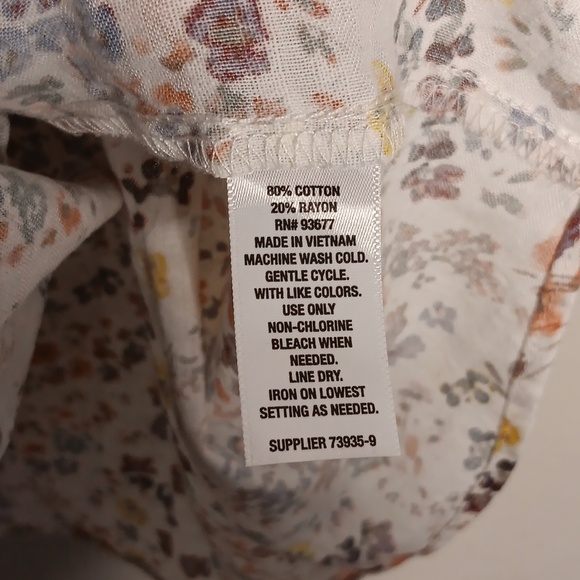 80% COTTON
20% RAYON
RN# 93677
MADE IN VIETNAM
MACHINE WASH COLD.
GENTLE CYCLE.
WITH LIKE COLORS.
USE ONLY
NON-CHLORINE
BLEACH WHEN
NEEDED.
LINE DRY.
IRON ON LOWEST
SETTING AS NEEDED.
SUPPLIER 73935-9